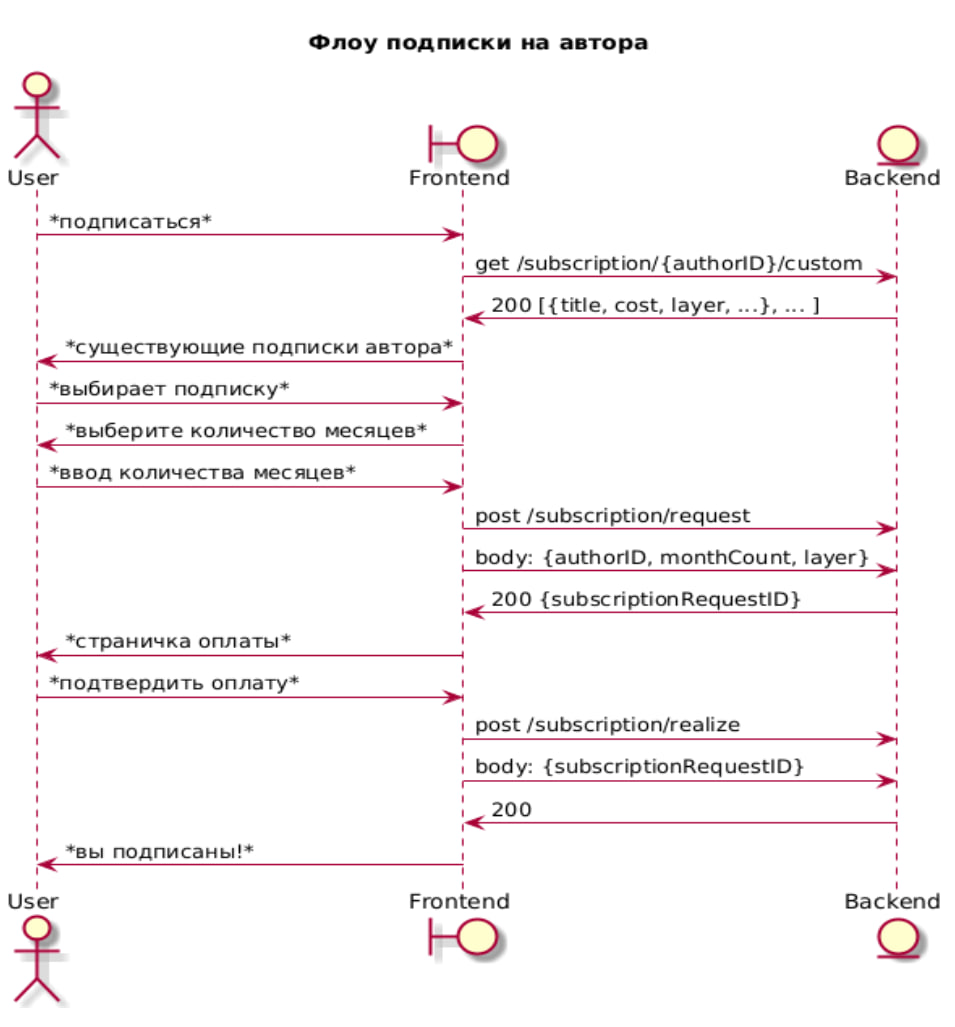 Флоу подписки на автора
User
Frontend
Backend
*подписаться*
get /subscription/{authorID}/custom
200 [{title, cost, layer, ...}, ... ]
*существующие подписки автора*
*выбирает подписку*
*выберите количество месяцев*
*ввод количества месяцев*
post /subscription/request
body: {authorID, monthCount, layer}
200 {subscriptionRequestID}
*страничка оплаты*
*подтвердить оплату*
post /subscription/realize
body: {subscriptionRequestID}
200
*вы подписаны!*
User
Frontend
Backend